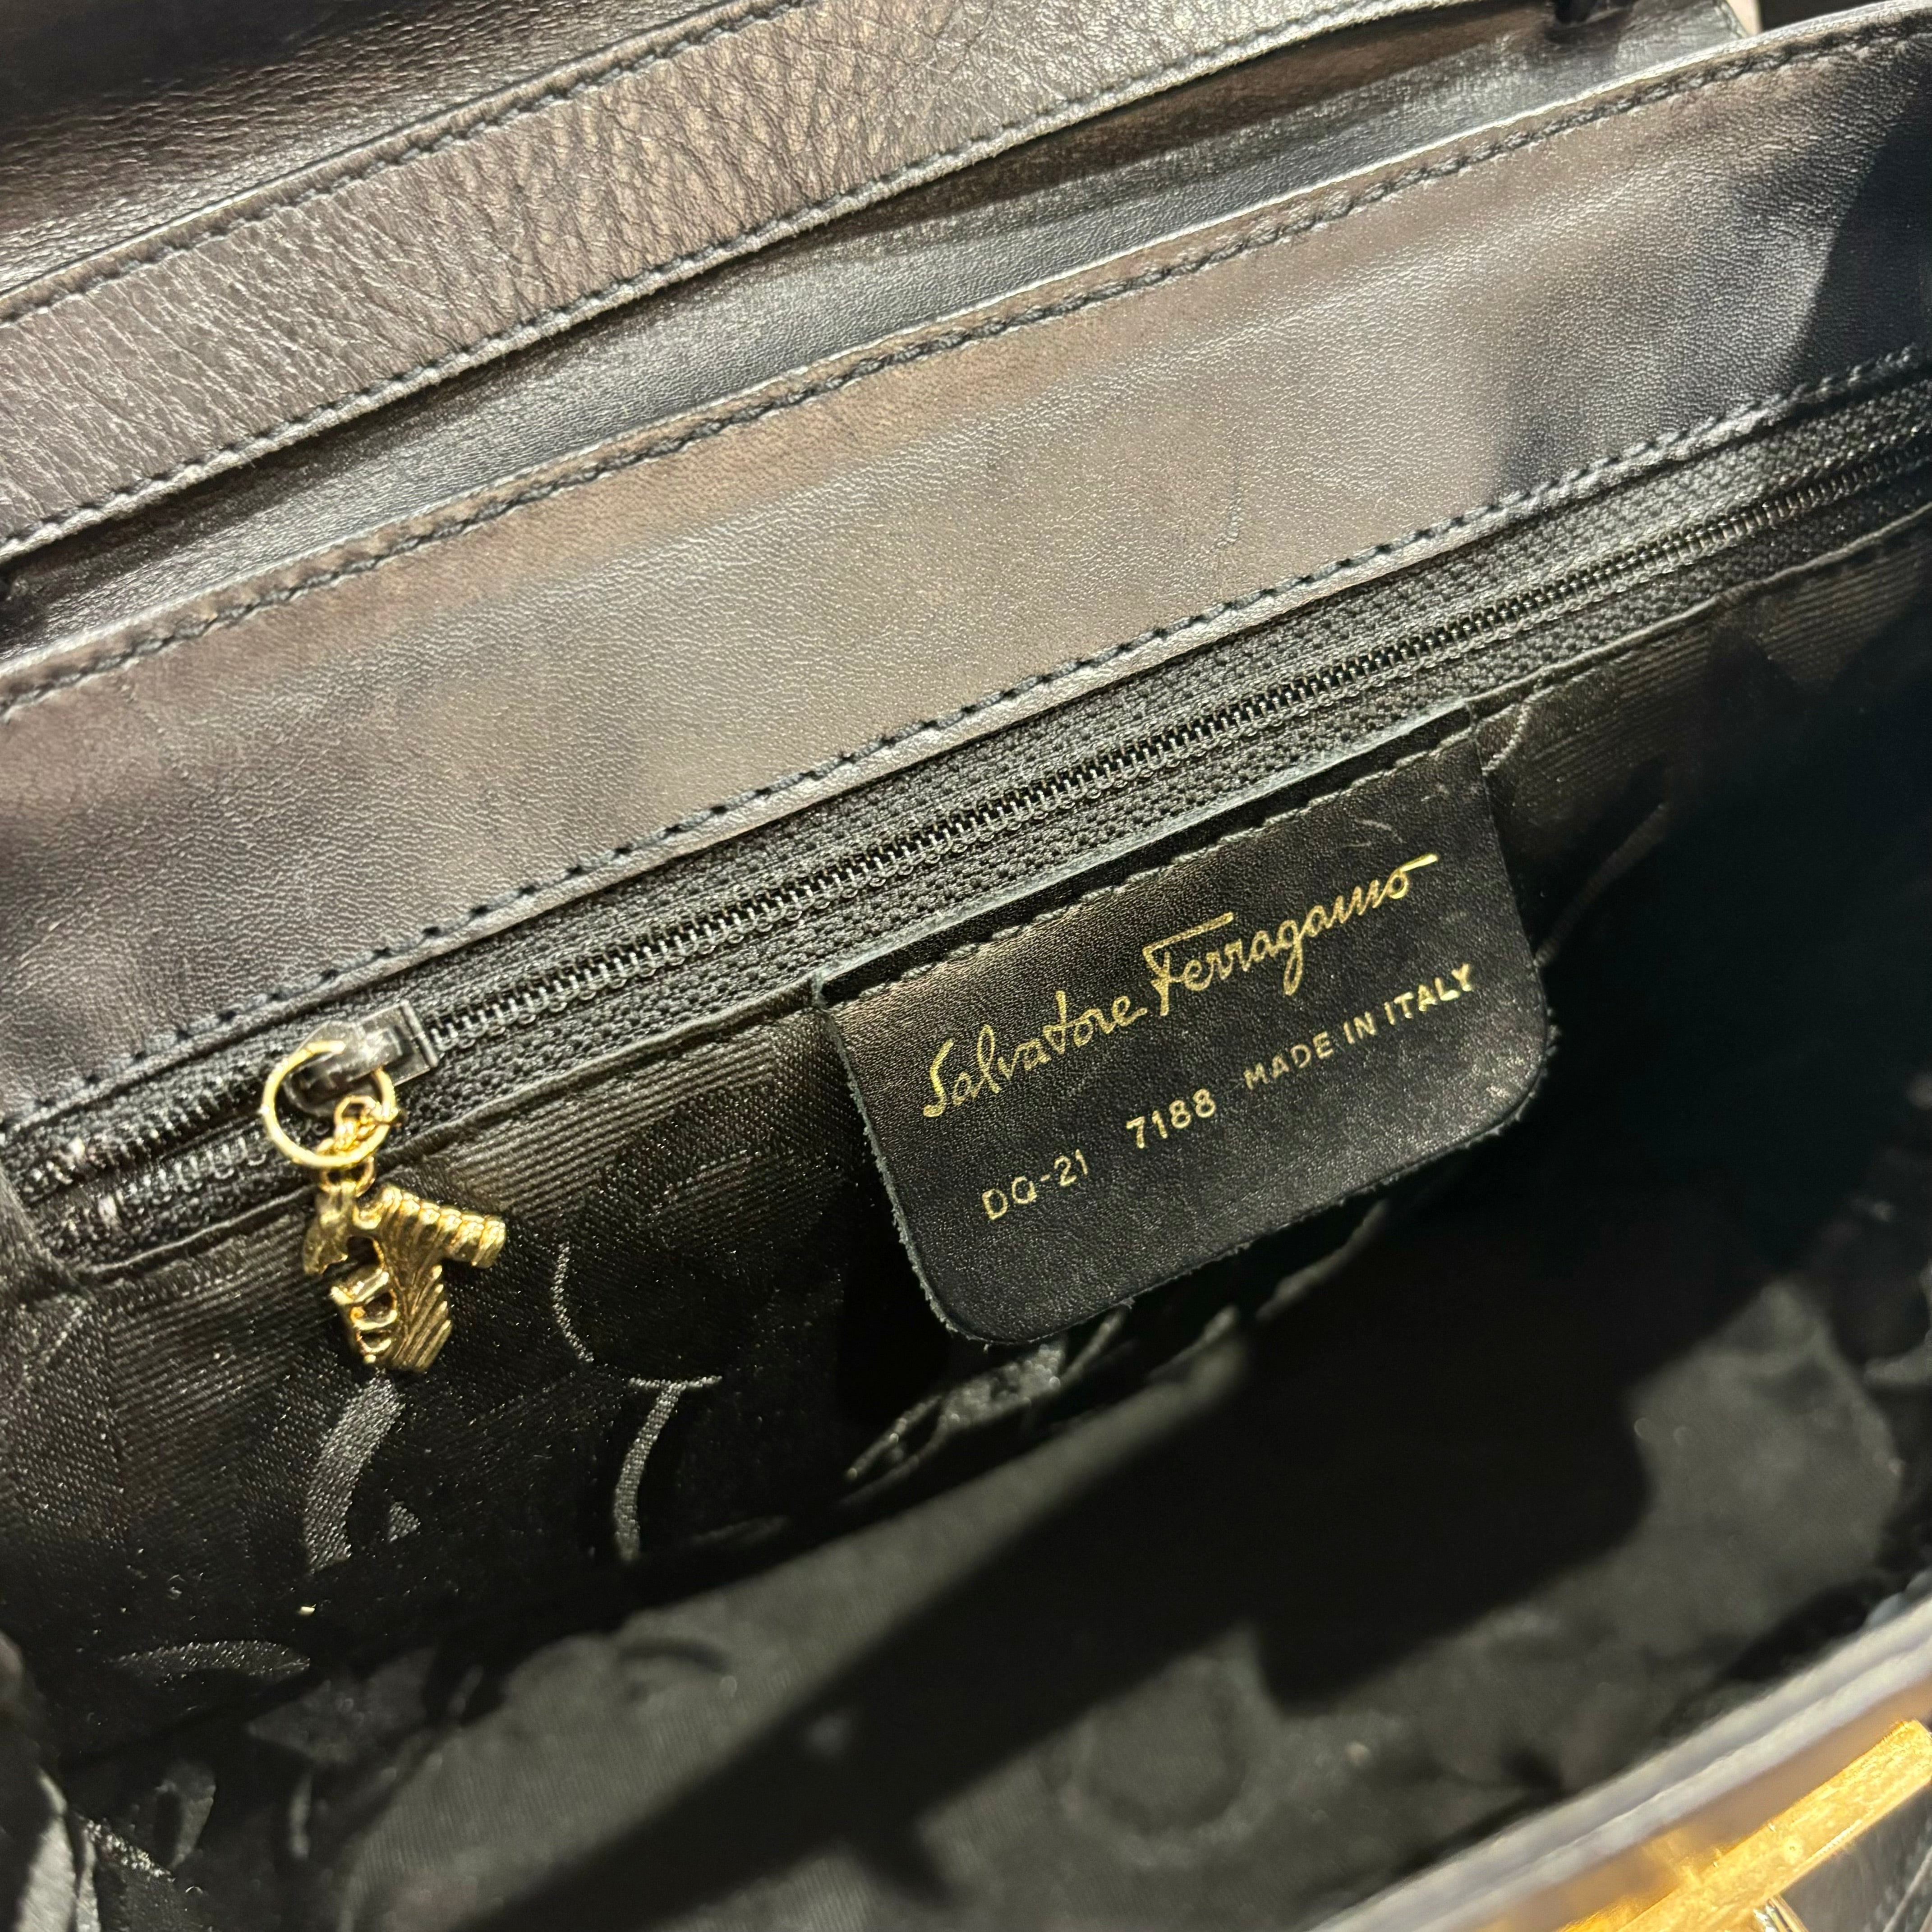 Salvatore Ferragamo
DQ-21 7188 MADE IN ITALY